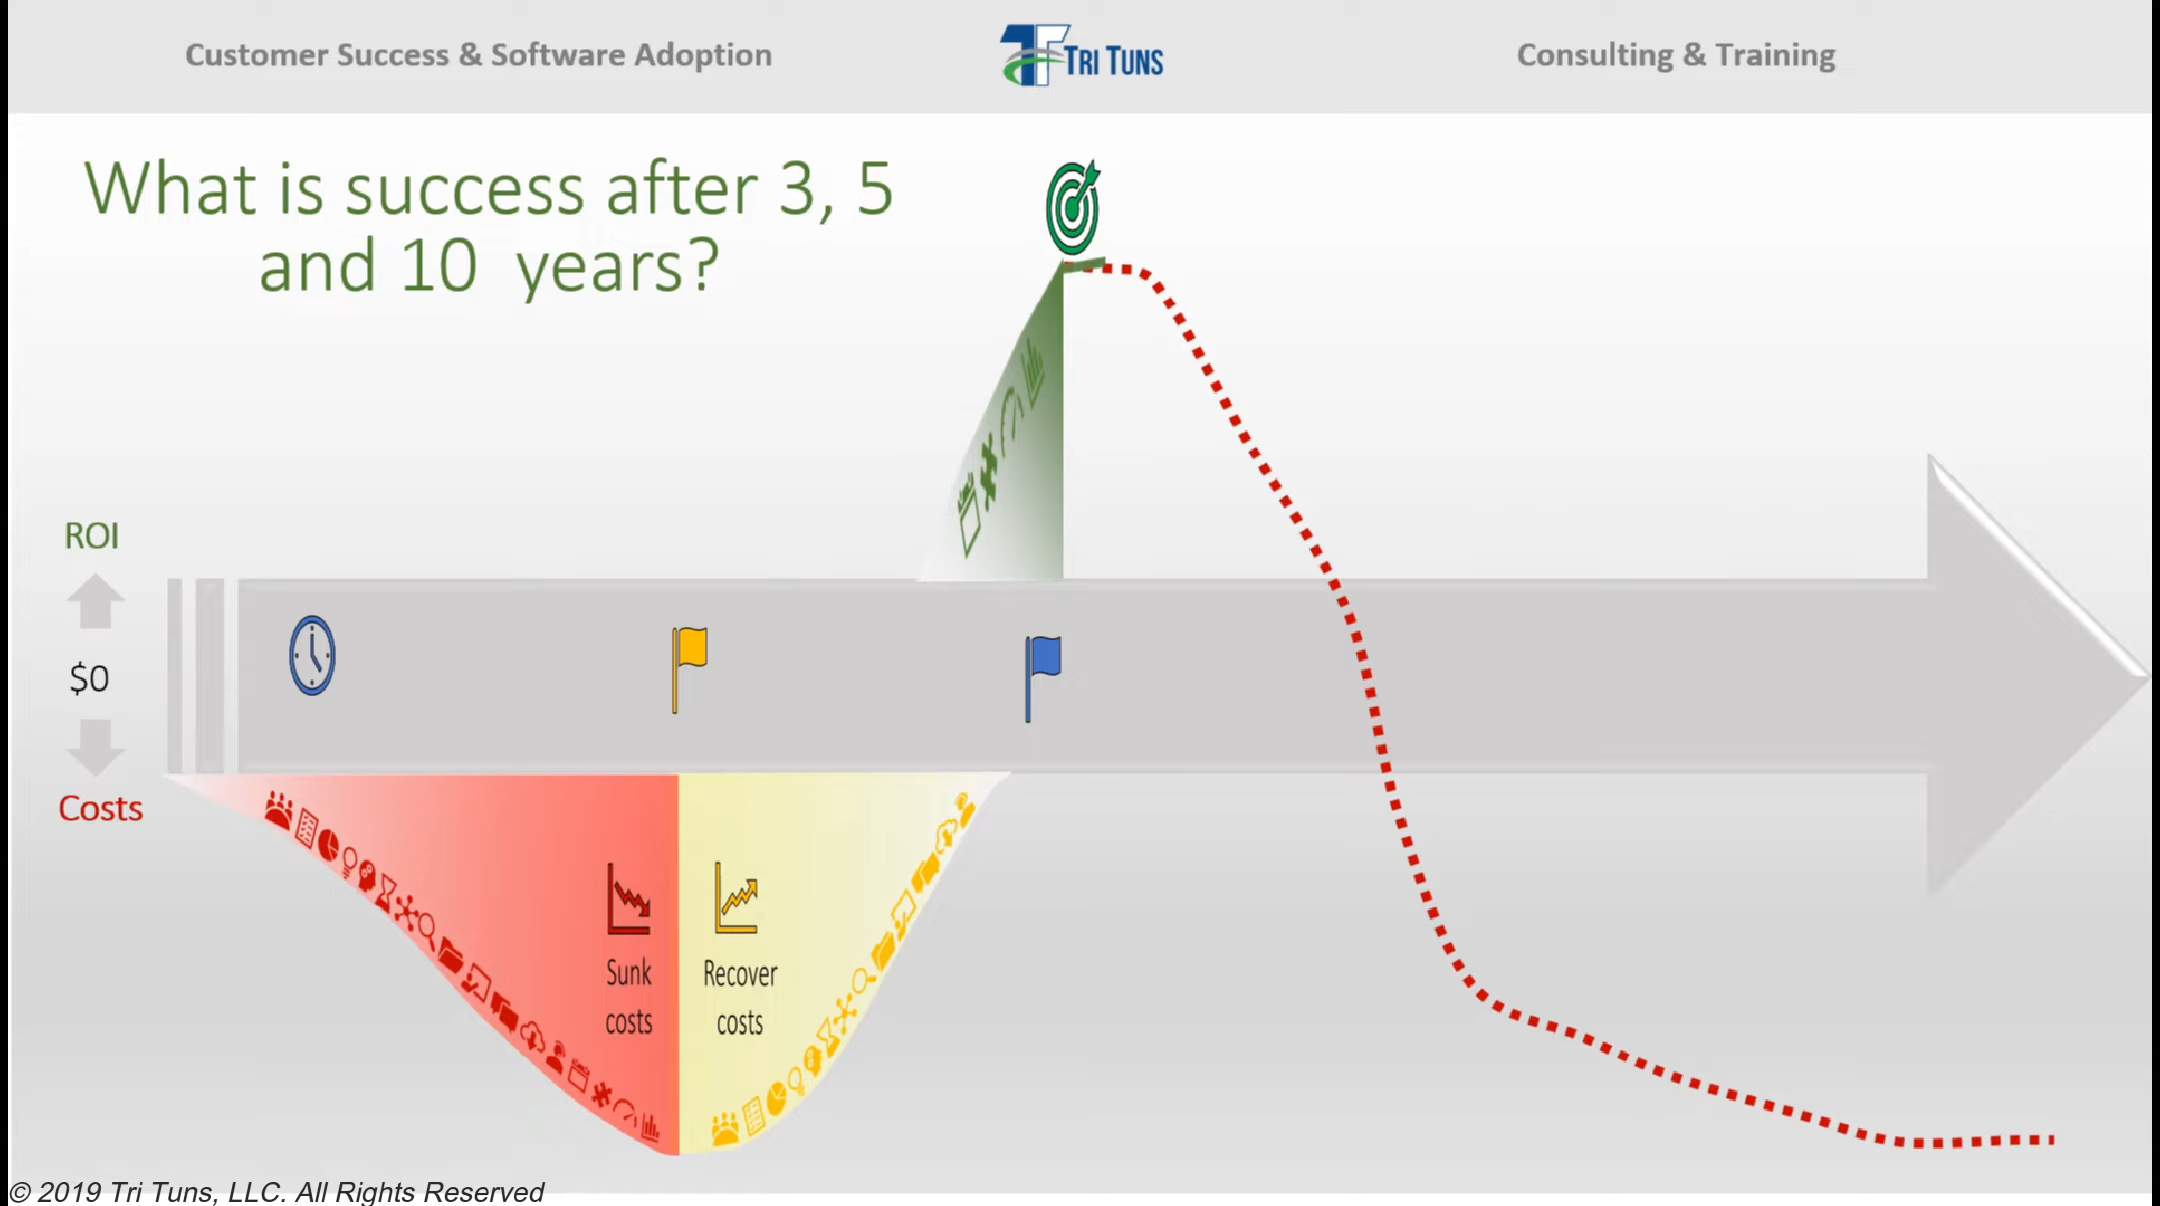 Customer Success & Software Adoption
TRI TUNS
Consulting & Training
What is success after 3, 5
and 10 years?
ROI
$0
Costs
Sunk
costs
Recover
costs
© 2019 Tri Tuns, LLC. All Rights Reserved